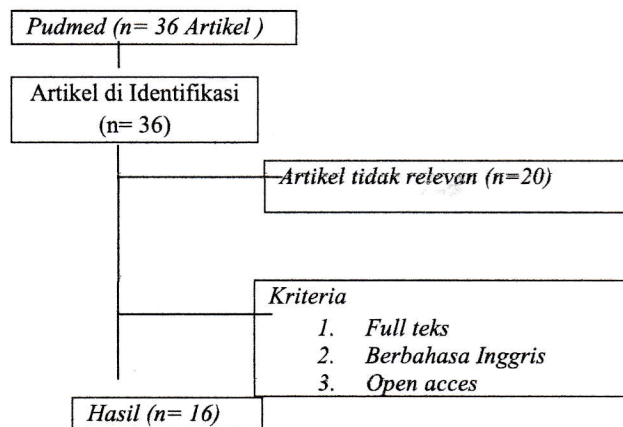 Pudmed (n= 36 Artikel )
Artikel di Identifikasi
(n= 36)
Artikel tidak relevan (n=20)
Kriteria
1. Full teks
2. Berbahasa Inggris
3. Open acces
Hasil (n= 16)